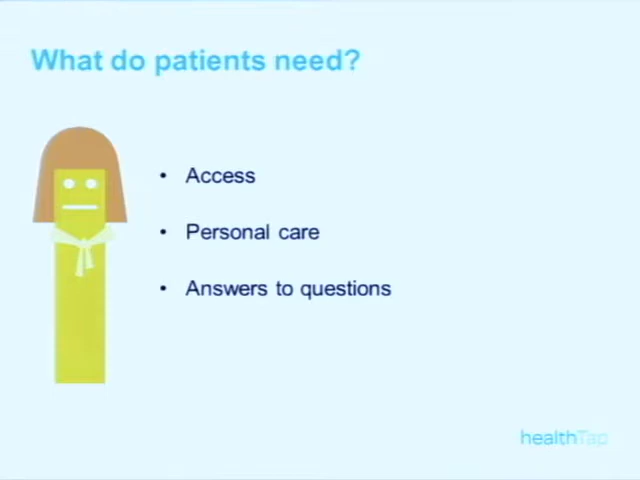 What do patients need?
• Access
• Personal care
• Answers to questions
healthTap